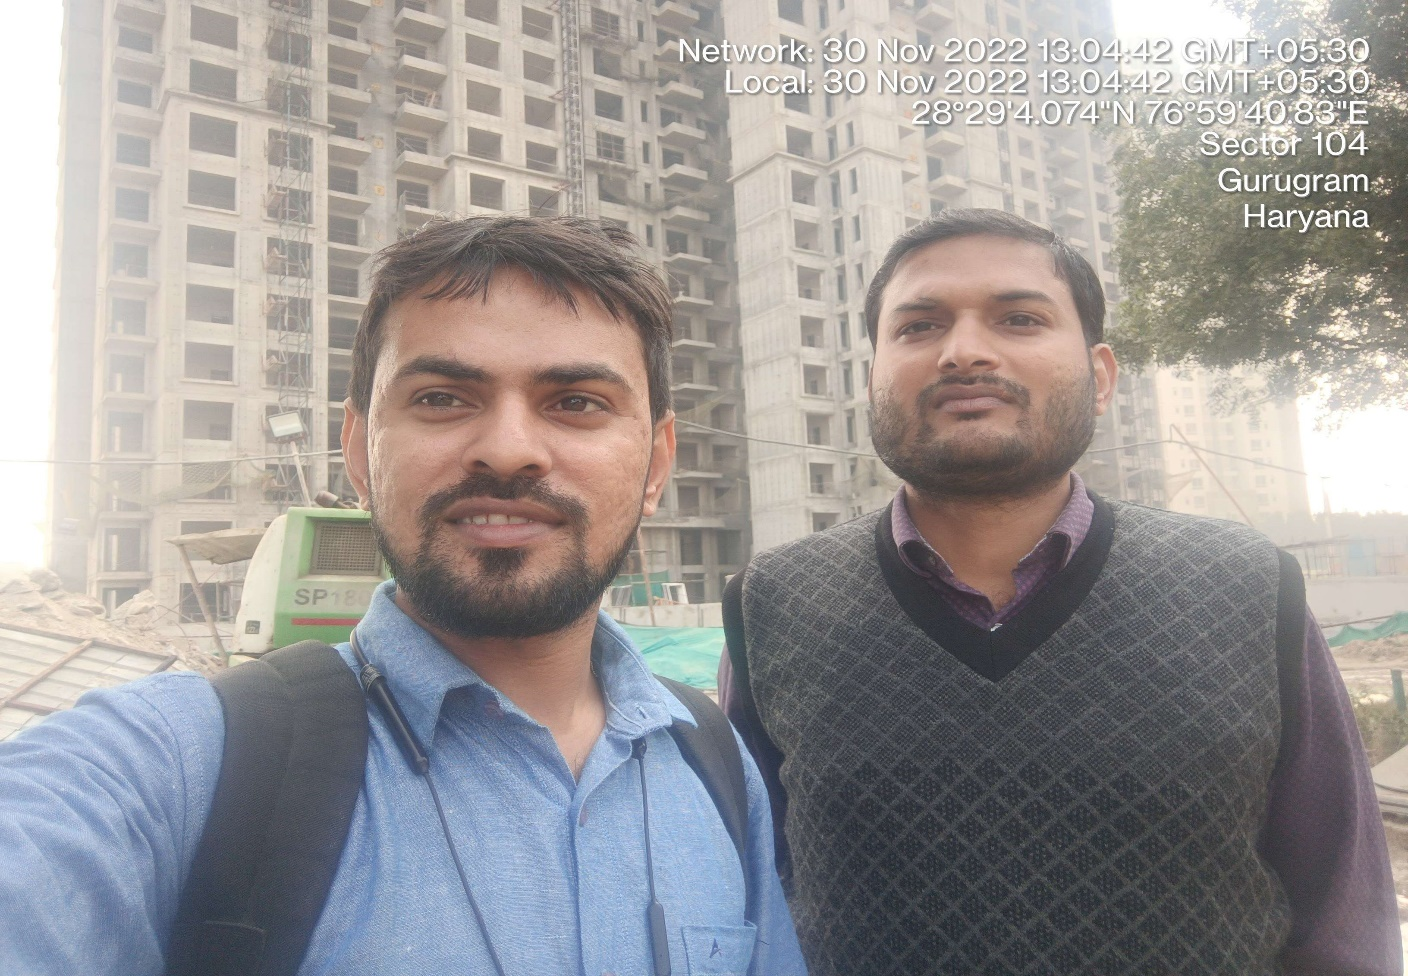 Network: 30 Nov 2022 13:04:42 GMT+05:30
Local: 30 Nov 2022 13:04:42 GMT+05:30
28°29'4.074"N 76°59'40.83"E
Sector 104
Gurugram
Haryana